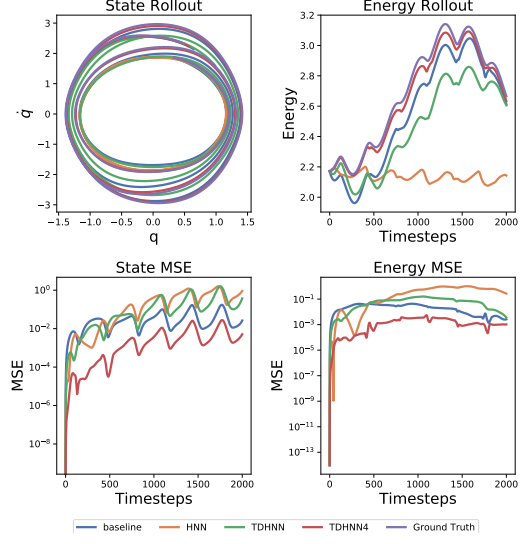 State Rollout
3
2
1
0
−1
−2
−3
q̇
−1.5 −1.0 −0.5 0.0 0.5 1.0 1.5
q
Energy Rollout
3.2
3.0
2.8
2.6
2.4
2.2
2.0
Energy
0 500 1000 1500 2000
Timesteps
State MSE
10⁰
10⁻²
10⁻⁴
10⁻⁶
10⁻⁸
MSE
0 500 1000 1500 2000
Timesteps
Energy MSE
10⁻¹
10⁻³
10⁻⁵
10⁻⁷
10⁻⁹
10⁻¹¹
10⁻¹³
MSE
0 500 1000 1500 2000
Timesteps
baseline HNN TDHNN TDHNN4 Ground Truth